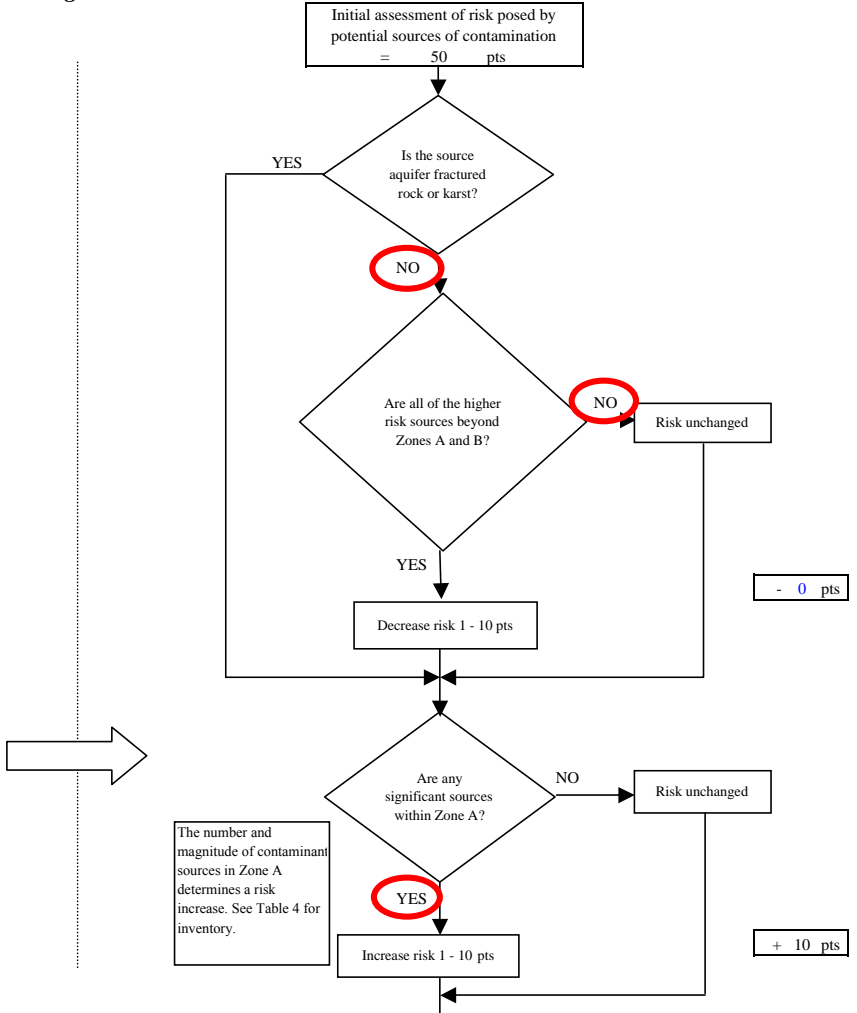 Initial assessment of risk posed by
potential sources of contamination
= 50 pts
YES
Is the source
aquifer fractured
rock or karst?
NO
Are all of the higher
risk sources beyond
Zones A and B?
NO
Risk unchanged
YES
- 0 pts
Decrease risk 1 - 10 pts
Are any
significant sources
within Zone A?
NO
Risk unchanged
The number and
magnitude of contaminant
sources in Zone A
determines a risk
increase. See Table 4 for
inventory.
YES
+ 10 pts
Increase risk 1 - 10 pts